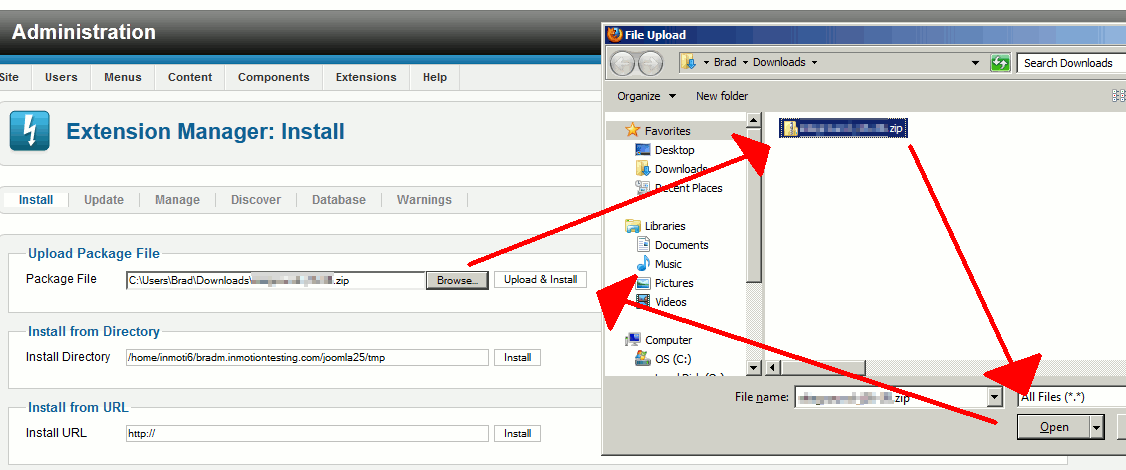 Administration
Site Users Menus Content Components Extensions Help
Extension Manager: Install
Install Update Manage Discover Database Warnings
Upload Package File
Package File C:\Users\Brad\Downloads\ .zip Browse... Upload & Install
Install from Directory
Install Directory /home/inmoti6/bradm.inmotiontesting.com/joomla25/tmp Install
Install from URL
Install URL http:// Install
File Upload
Brad Downloads Search Downloads
Organize New folder
Favorites
Desktop
Downloads
Recent Places
Libraries
Documents
Music
Pictures
Videos
Computer
OS (C:)
.zip
File name: .zip All Files (*.*)
Open